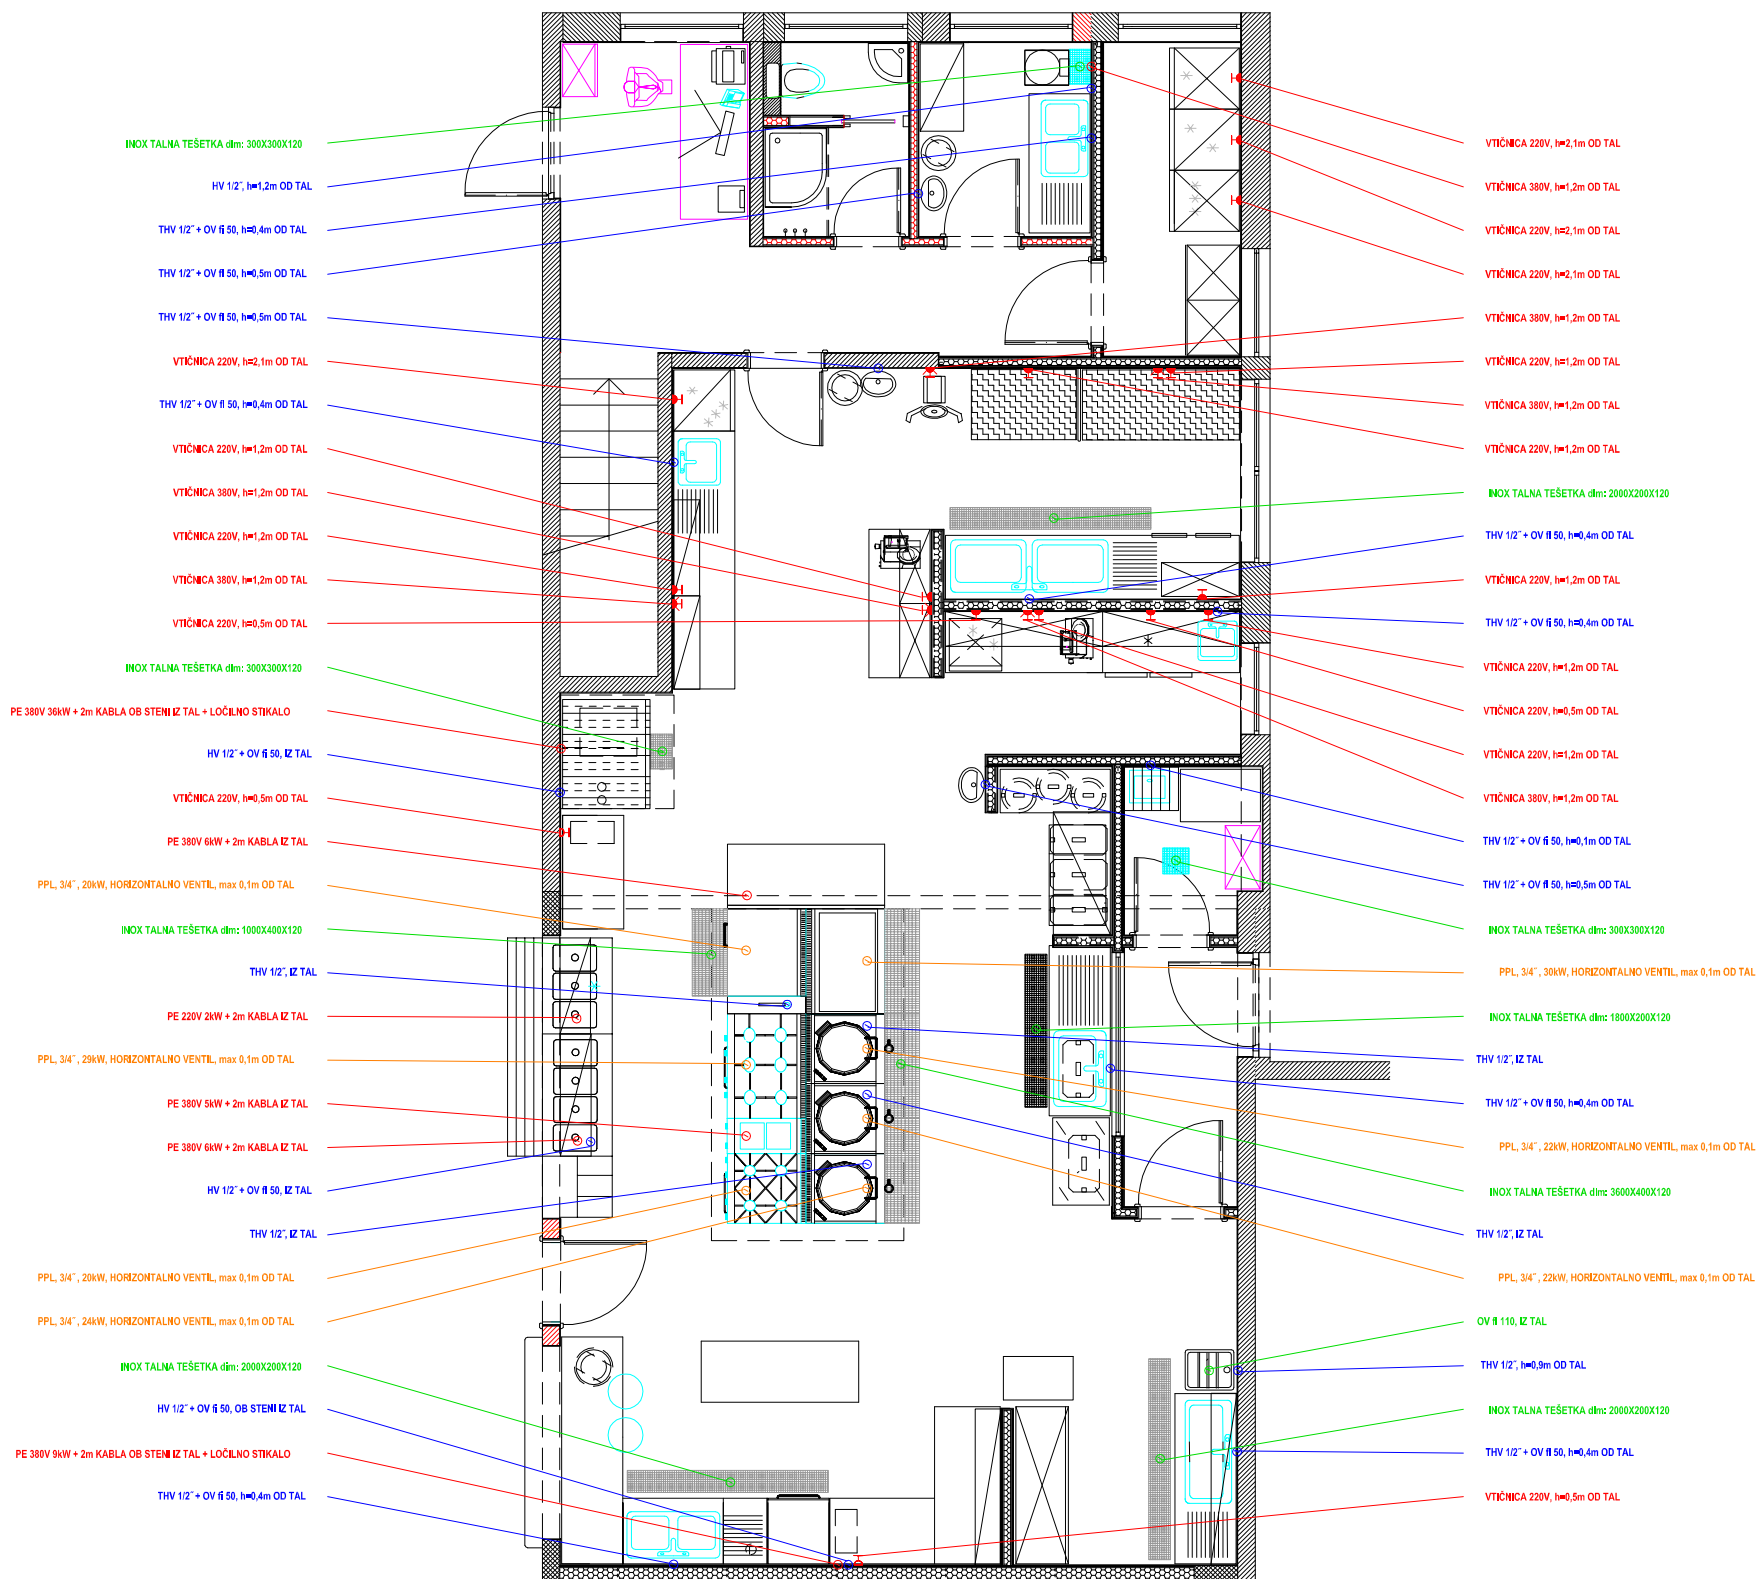 INOX TALNA TEŠETKA dim: 300X300X120
HV 1/2˝, h=1,2m OD TAL
THV 1/2˝ + OV fi 50, h=0,4m OD TAL
THV 1/2˝ + OV fi 50, h=0,5m OD TAL
THV 1/2˝ + OV fi 50, h=0,5m OD TAL
VTIČNICA 220V, h=2,1m OD TAL
THV 1/2˝ + OV fi 50, h=0,4m OD TAL
VTIČNICA 220V, h=1,2m OD TAL
VTIČNICA 380V, h=1,2m OD TAL
VTIČNICA 220V, h=1,2m OD TAL
VTIČNICA 380V, h=1,2m OD TAL
VTIČNICA 220V, h=0,5m OD TAL
INOX TALNA TEŠETKA dim: 300X300X120
PE 380V 36kW + 2m KABLA OB STENI IZ TAL + LOČILNO STIKALO
HV 1/2˝ + OV fi 50, IZ TAL
VTIČNICA 220V, h=0,5m OD TAL
PE 380V 6kW + 2m KABLA IZ TAL
PPL, 3/4˝, 20kW, HORIZONTALNO VENTIL, max 0,1m OD TAL
INOX TALNA TEŠETKA dim: 1000X400X120
THV 1/2˝, IZ TAL
PE 220V 2kW + 2m KABLA IZ TAL
PPL, 3/4˝, 29kW, HORIZONTALNO VENTIL, max 0,1m OD TAL
PE 380V 5kW + 2m KABLA IZ TAL
PE 380V 6kW + 2m KABLA IZ TAL
HV 1/2˝ + OV fi 50, IZ TAL
THV 1/2˝, IZ TAL
PPL, 3/4˝, 20kW, HORIZONTALNO VENTIL, max 0,1m OD TAL
PPL, 3/4˝, 24kW, HORIZONTALNO VENTIL, max 0,1m OD TAL
INOX TALNA TEŠETKA dim: 2000X200X120
HV 1/2˝ + OV fi 50, OB STENI IZ TAL
PE 380V 9kW + 2m KABLA OB STENI IZ TAL + LOČILNO STIKALO
THV 1/2˝ + OV fi 50, h=0,4m OD TAL
VTIČNICA 220V, h=2,1m OD TAL
VTIČNICA 380V, h=1,2m OD TAL
VTIČNICA 220V, h=2,1m OD TAL
VTIČNICA 220V, h=2,1m OD TAL
VTIČNICA 380V, h=1,2m OD TAL
VTIČNICA 220V, h=1,2m OD TAL
VTIČNICA 380V, h=1,2m OD TAL
VTIČNICA 220V, h=1,2m OD TAL
INOX TALNA TEŠETKA dim: 2000X200X120
THV 1/2˝ + OV fi 50, h=0,4m OD TAL
VTIČNICA 220V, h=1,2m OD TAL
THV 1/2˝ + OV fi 50, h=0,4m OD TAL
VTIČNICA 220V, h=1,2m OD TAL
VTIČNICA 220V, h=0,5m OD TAL
VTIČNICA 220V, h=1,2m OD TAL
VTIČNICA 380V, h=1,2m OD TAL
THV 1/2˝ + OV fi 50, h=0,1m OD TAL
THV 1/2˝ + OV fi 50, h=0,5m OD TAL
INOX TALNA TEŠETKA dim: 300X300X120
PPL, 3/4˝, 30kW, HORIZONTALNO VENTIL, max 0,1m OD TAL
INOX TALNA TEŠETKA dim: 1800X200X120
THV 1/2˝, IZ TAL
THV 1/2˝ + OV fi 50, h=0,4m OD TAL
PPL, 3/4˝, 22kW, HORIZONTALNO VENTIL, max 0,1m OD TAL
INOX TALNA TEŠETKA dim: 3600X400X120
THV 1/2˝, IZ TAL
PPL, 3/4˝, 22kW, HORIZONTALNO VENTIL, max 0,1m OD TAL
OV fi 110, IZ TAL
THV 1/2˝, h=0,9m OD TAL
INOX TALNA TEŠETKA dim: 2000X200X120
THV 1/2˝ + OV fi 50, h=0,4m OD TAL
VTIČNICA 220V, h=0,5m OD TAL